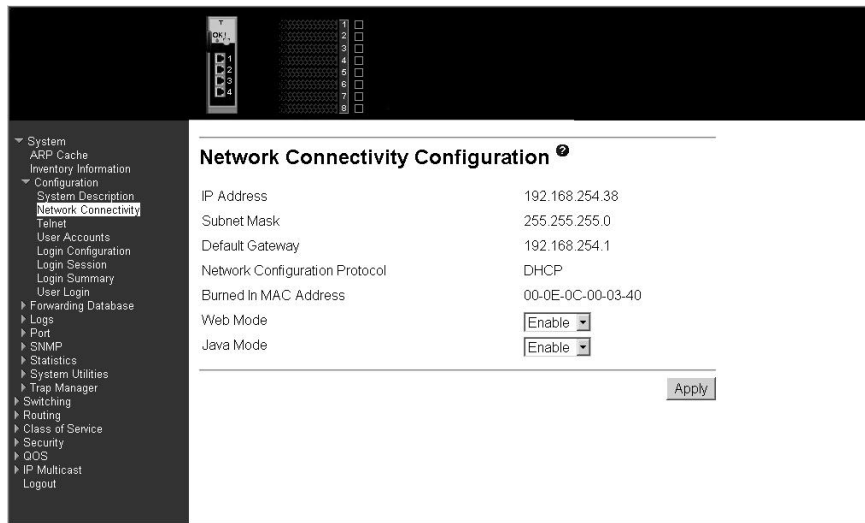 T
OK!
1
2
3
4
1
2
3
4
5
6
7
8
System
ARP Cache
Inventory Information
Configuration
System Description
Network Connectivity
Telnet
User Accounts
Login Configuration
Login Session
Login Summary
User Login
Forwarding Database
Logs
Port
SNMP
Statistics
System Utilities
Trap Manager
Switching
Routing
Class of Service
Security
QOS
IP Multicast
Logout
Network Connectivity Configuration ?
IP Address 192.168.254.38
Subnet Mask 255.255.255.0
Default Gateway 192.168.254.1
Network Configuration Protocol DHCP
Burned In MAC Address 00-0E-0C-00-03-40
Web Mode Enable
Java Mode Enable
Apply